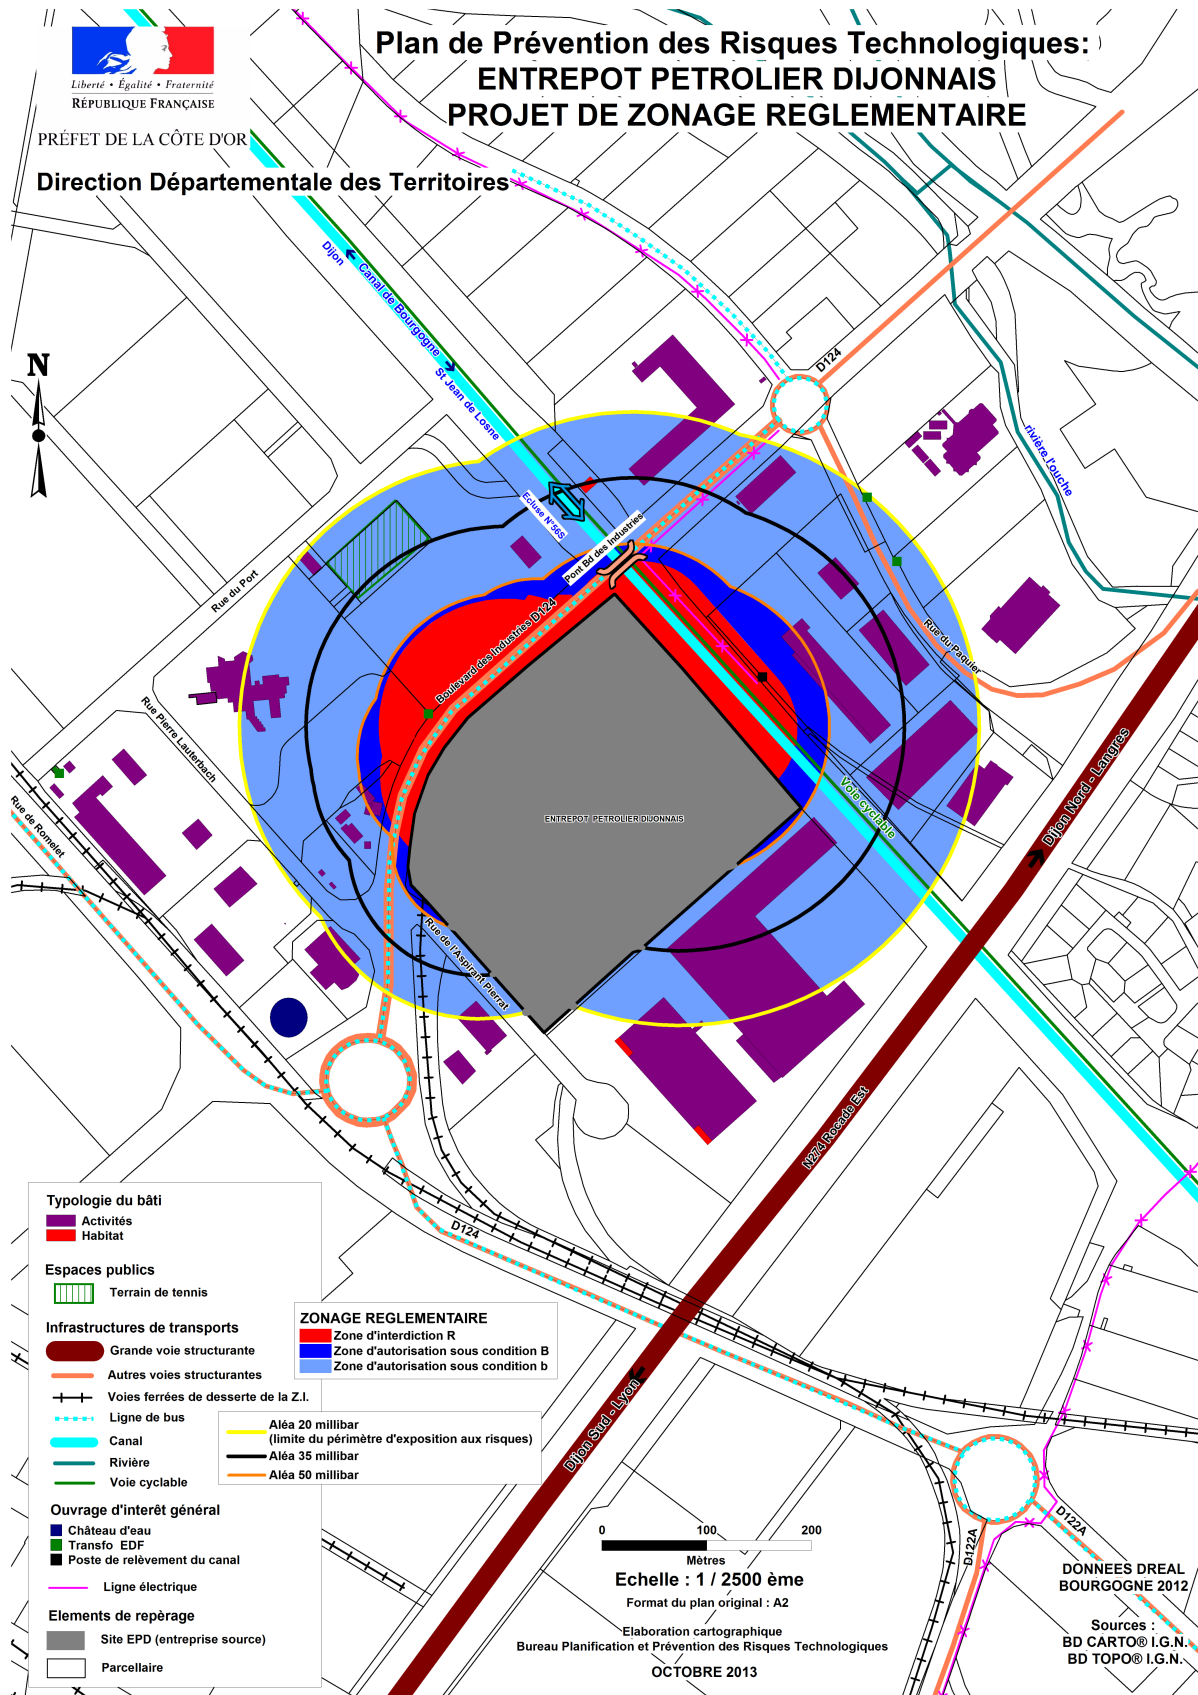 Plan de Prévention des Risques Technologiques:
ENTREPOT PETROLIER DIJONNAIS
PROJET DE ZONAGE REGLEMENTAIRE
Liberté • Égalité • Fraternité
RÉPUBLIQUE FRANÇAISE
PRÉFET DE LA CÔTE D'OR
Direction Départementale des Territoires
Dijon
Canal de Bourgogne
St Jean de Losne
N
D124
rivière l'ouche
Ecluse N°56S
Pont Bd des Industries
Rue du Port
Boulevard des Industries D124
Rue du Paquier
Rue Pierre Lauterbach
Rue de Romelet
ENTREPOT PETROLIER DIJONNAIS
Voie cyclable
Dijon Nord - Langres
Rue de l'Aspirant Pierrat
N274 Rocade Est
D124
Dijon Sud - Lyon
D122A
D122A
Typologie du bâti
Activités
Habitat
Espaces publics
Terrain de tennis
Infrastructures de transports
Grande voie structurante
Autres voies structurantes
Voies ferrées de desserte de la Z.I.
Ligne de bus
Canal
Rivière
Voie cyclable
Ouvrage d'interêt général
Château d'eau
Transfo EDF
Poste de relèvement du canal
Ligne électrique
Elements de repèrage
Site EPD (entreprise source)
Parcellaire
ZONAGE REGLEMENTAIRE
Zone d'interdiction R
Zone d'autorisation sous condition B
Zone d'autorisation sous condition b
Aléa 20 millibar
(limite du périmètre d'exposition aux risques)
Aléa 35 millibar
Aléa 50 millibar
0 100 200
Mètres
Echelle : 1 / 2500 ème
Format du plan original : A2
Elaboration cartographique
Bureau Planification et Prévention des Risques Technologiques
OCTOBRE 2013
DONNEES DREAL
BOURGOGNE 2012
Sources :
BD CARTO® I.G.N.
BD TOPO® I.G.N.